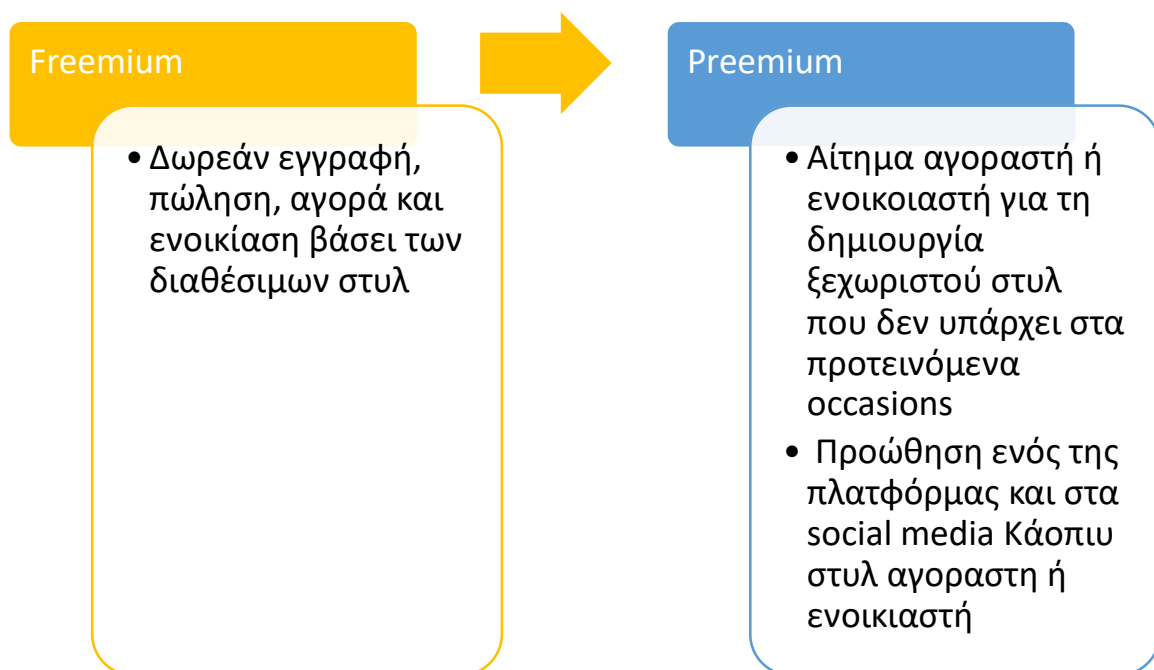 Freemium
• Δωρεάν εγγραφή,
πώληση, αγορά και
ενοικίαση βάσει των
διαθέσιμων στυλ
Preemium
• Αίτημα αγοραστή ή
ενοικοιαστή για τη
δημιουργία
ξεχωριστού στυλ
που δεν υπάρχει στα
προτεινόμενα
occasions
• Προώθηση ενός της
πλατφόρμας και στα
social media Κάοπιυ
στυλ αγοραστη ή
ενοικιαστή